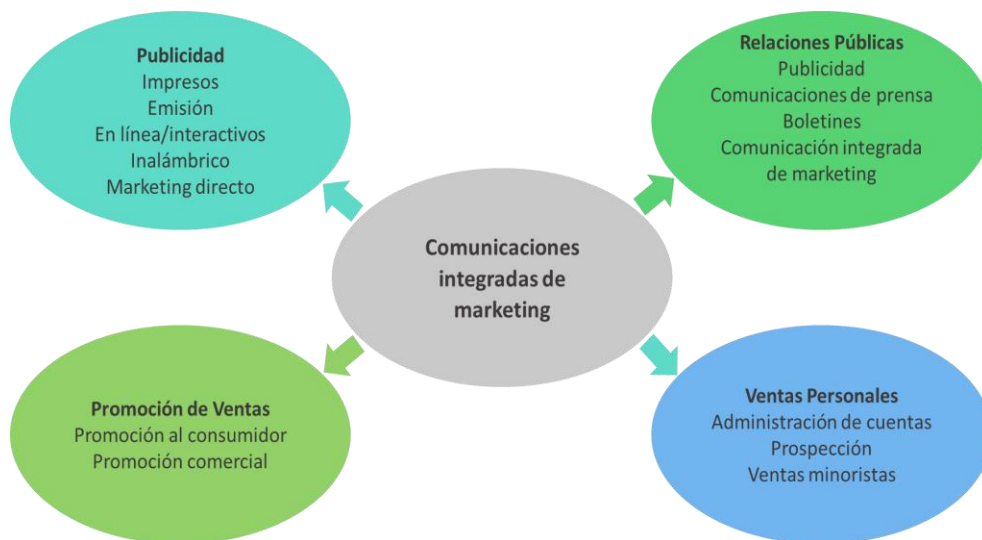 Publicidad
Impresos
Emisión
En línea/interactivos
Inalámbrico
Marketing directo
Relaciones Públicas
Publicidad
Comunicaciones de prensa
Boletines
Comunicación integrada
de marketing
Comunicaciones
integradas de
marketing
Promoción de Ventas
Promoción al consumidor
Promoción comercial
Ventas Personales
Administración de cuentas
Prospección
Ventas minoristas